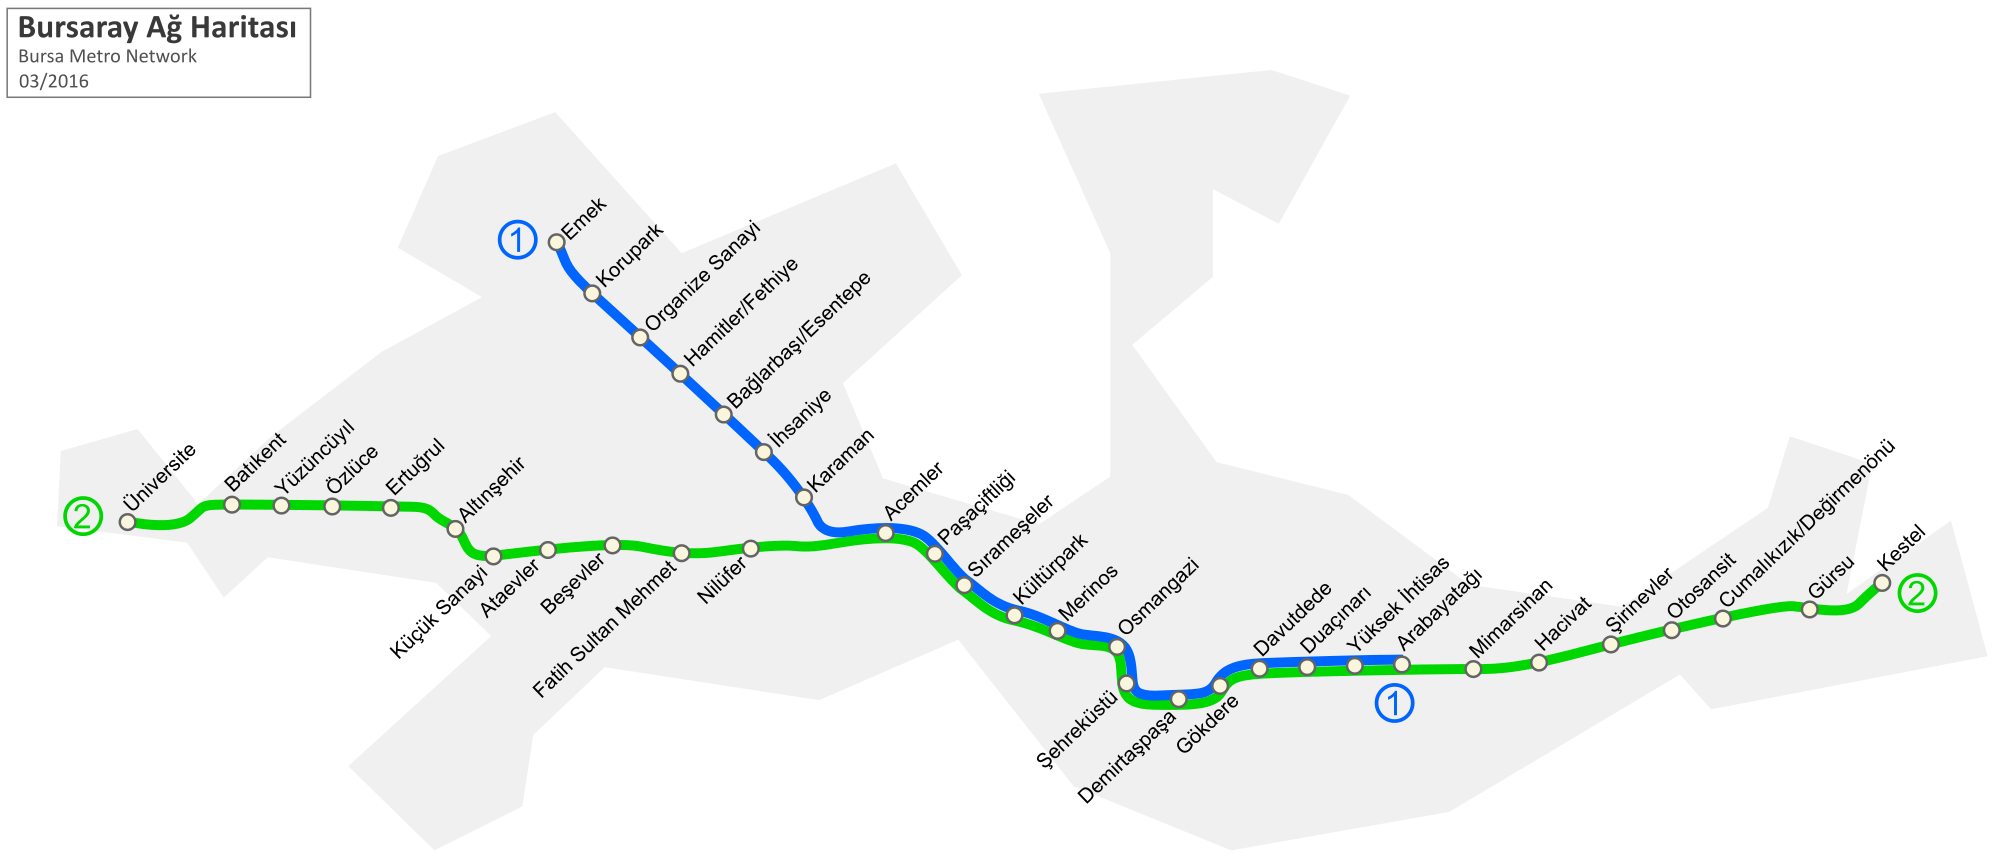 Bursaray Ağ Haritası
Bursa Metro Network
03/2016
1
Emek
Korupark
Organize Sanayi
Hamitler/Fethiye
Bağlarbaşı/Esentepe
İhsaniye
Karaman
2
Üniversite
Batıkent
Yüzüncüyıl
Özlüce
Ertuğrul
Altınşehir
Küçük Sanayi
Ataevler
Beşevler
Fatih Sultan Mehmet
Nilüfer
Acemler
Paşaçiftliği
Sırameşeler
Kültürpark
Merinos
Osmangazi
Şehreküstü
Demirtaşpaşa
Gökdere
Davutdede
Duaçınarı
Yüksek İhtisas
Arabayatağı
1
Mimarsinan
Hacivat
Şirinevler
Otosansit
Cumalıkızık/Değirmenönü
Gürsu
Kestel
2